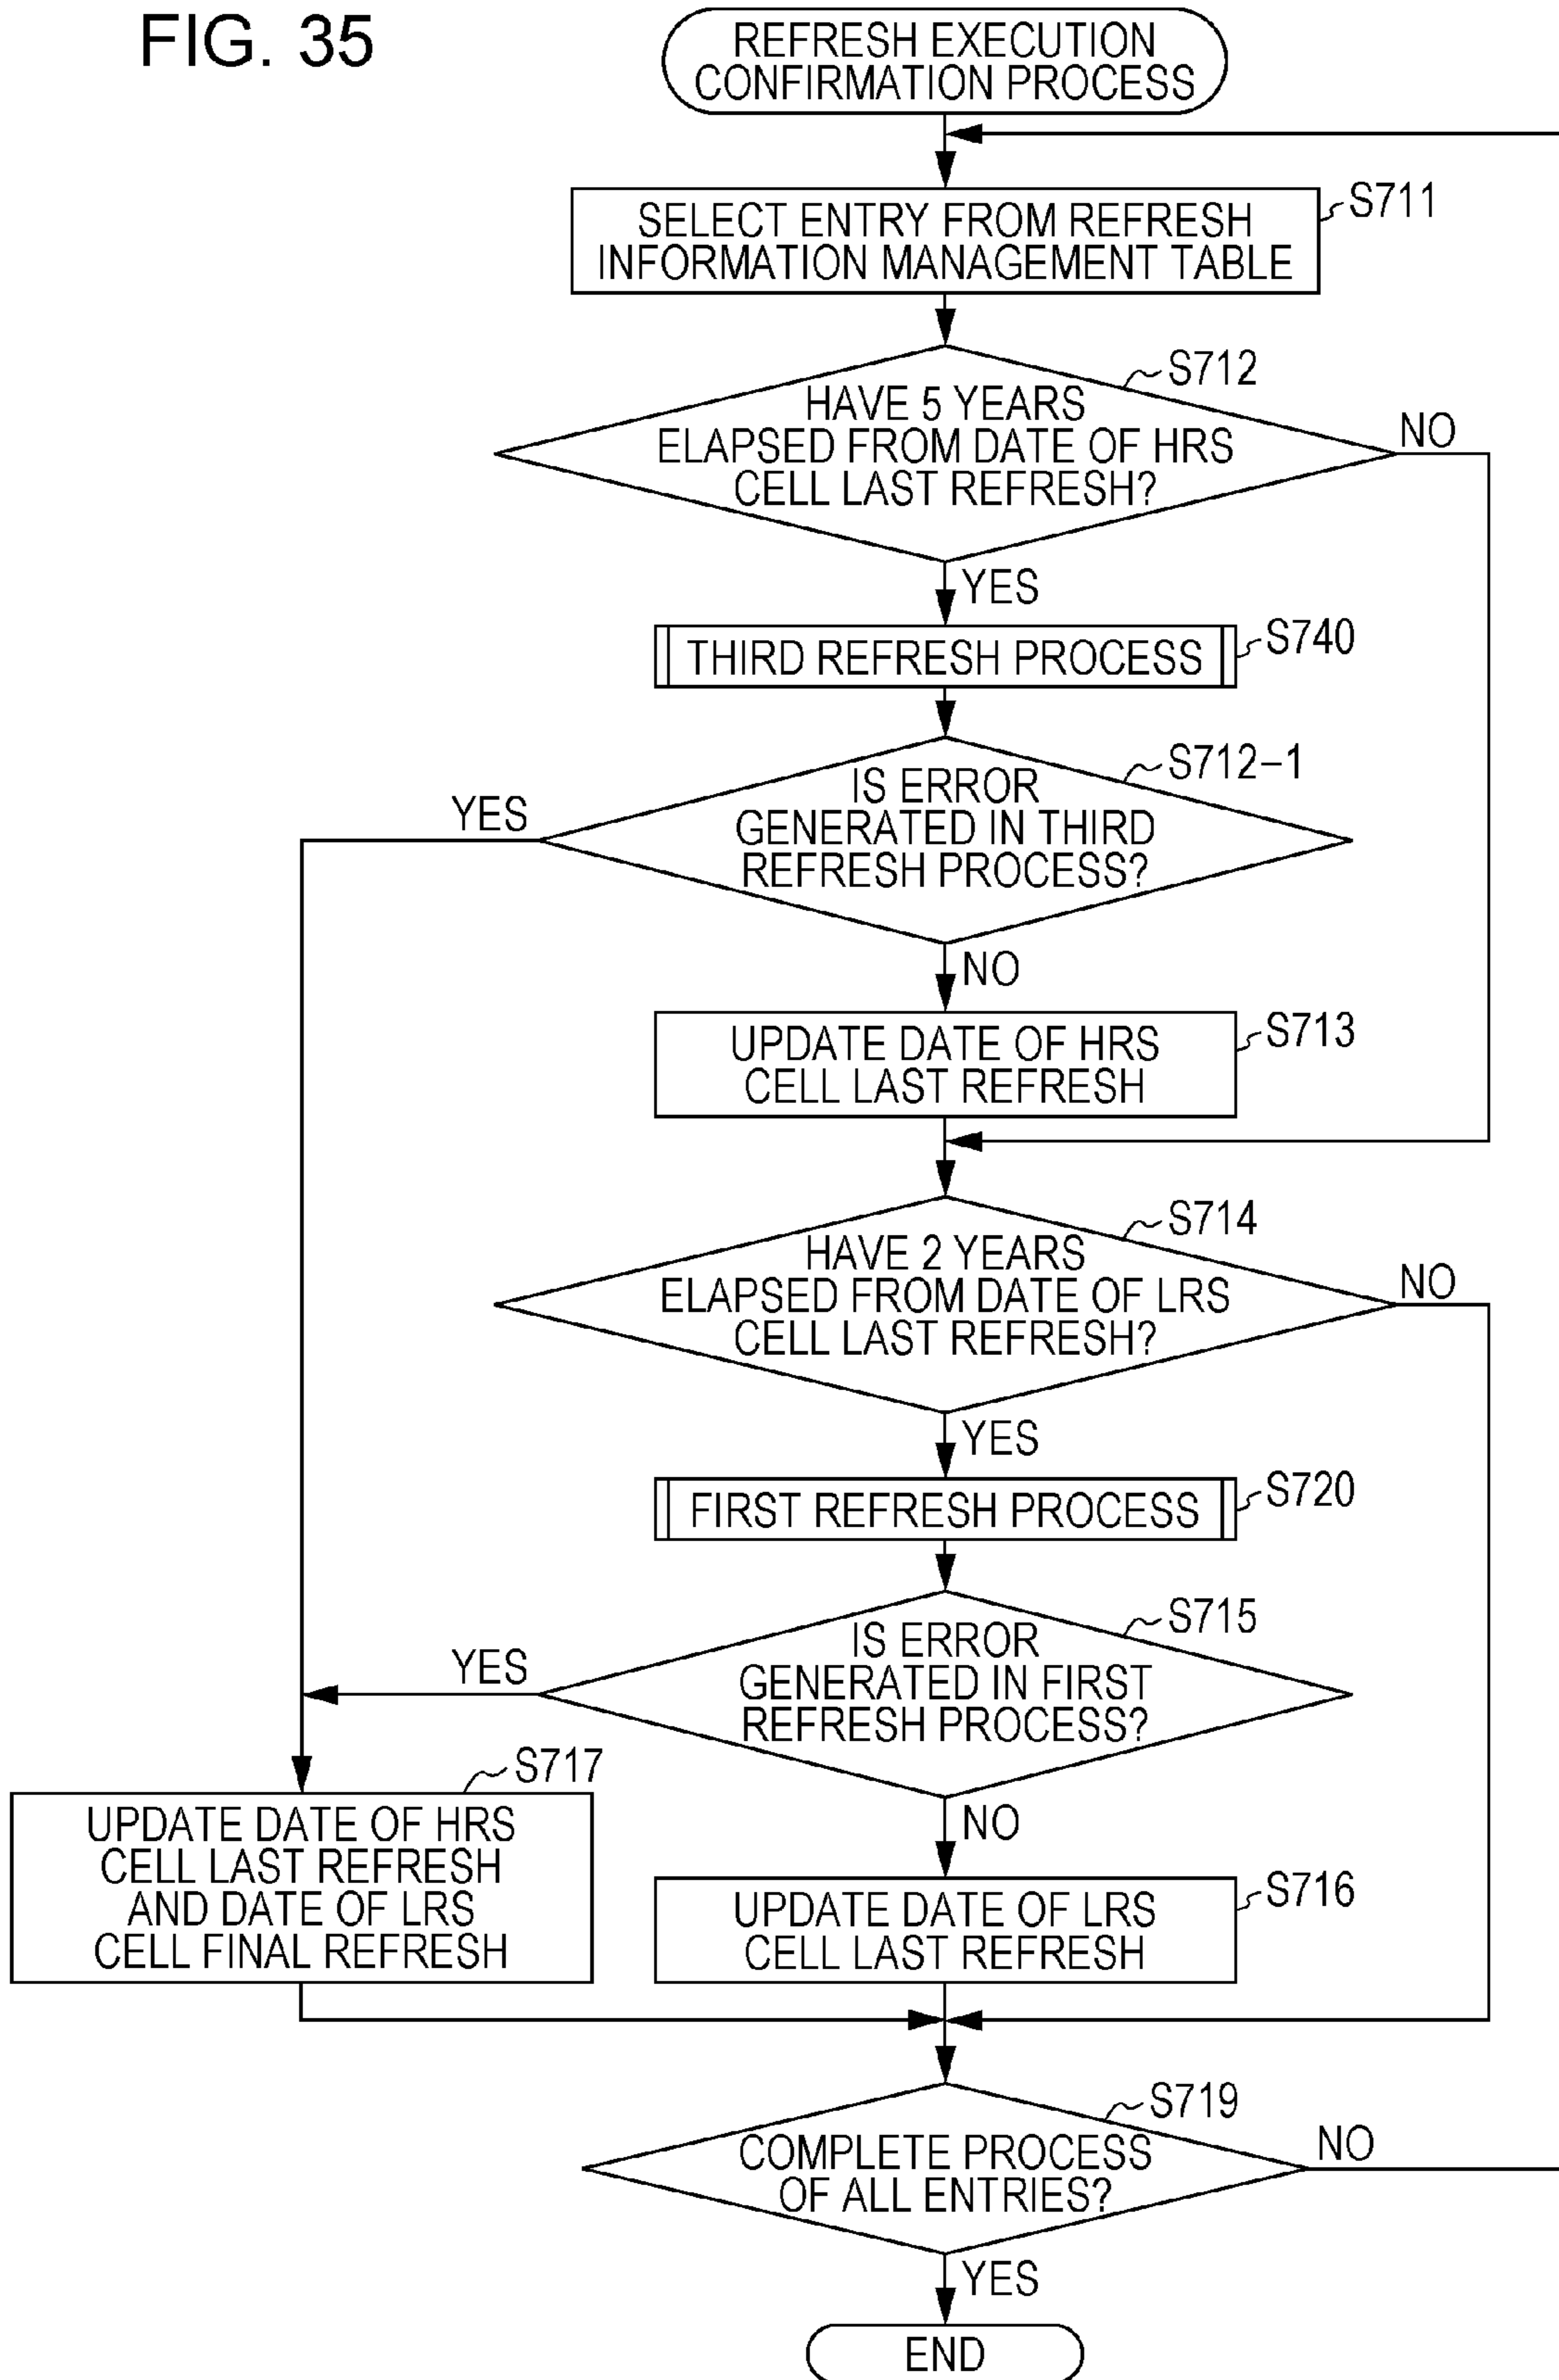 FIG. 35
REFRESH EXECUTION
CONFIRMATION PROCESS
S711
SELECT ENTRY FROM REFRESH
INFORMATION MANAGEMENT TABLE
S712
HAVE 5 YEARS
ELAPSED FROM DATE OF HRS
CELL LAST REFRESH?
NO
YES
THIRD REFRESH PROCESS
S740
S712-1
IS ERROR
GENERATED IN THIRD
REFRESH PROCESS?
YES
NO
UPDATE DATE OF HRS
CELL LAST REFRESH
S713
S714
HAVE 2 YEARS
ELAPSED FROM DATE OF LRS
CELL LAST REFRESH?
NO
YES
FIRST REFRESH PROCESS
S720
S715
IS ERROR
GENERATED IN FIRST
REFRESH PROCESS?
YES
NO
S717
UPDATE DATE OF HRS
CELL LAST REFRESH
AND DATE OF LRS
CELL FINAL REFRESH
UPDATE DATE OF LRS
CELL LAST REFRESH
S716
S719
COMPLETE PROCESS
OF ALL ENTRIES?
NO
YES
END